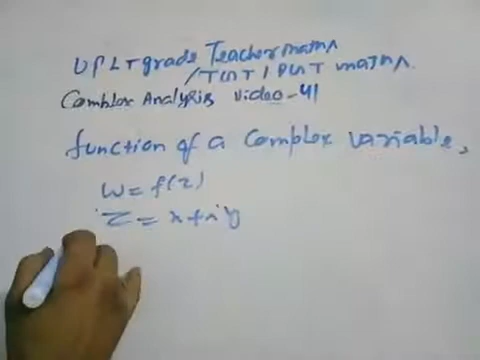 UP LT grade Teacher math
/TGT/PGT math
Complex Analysis Video-41
function of a Complex variable,
w = f(z)
z = x+iy